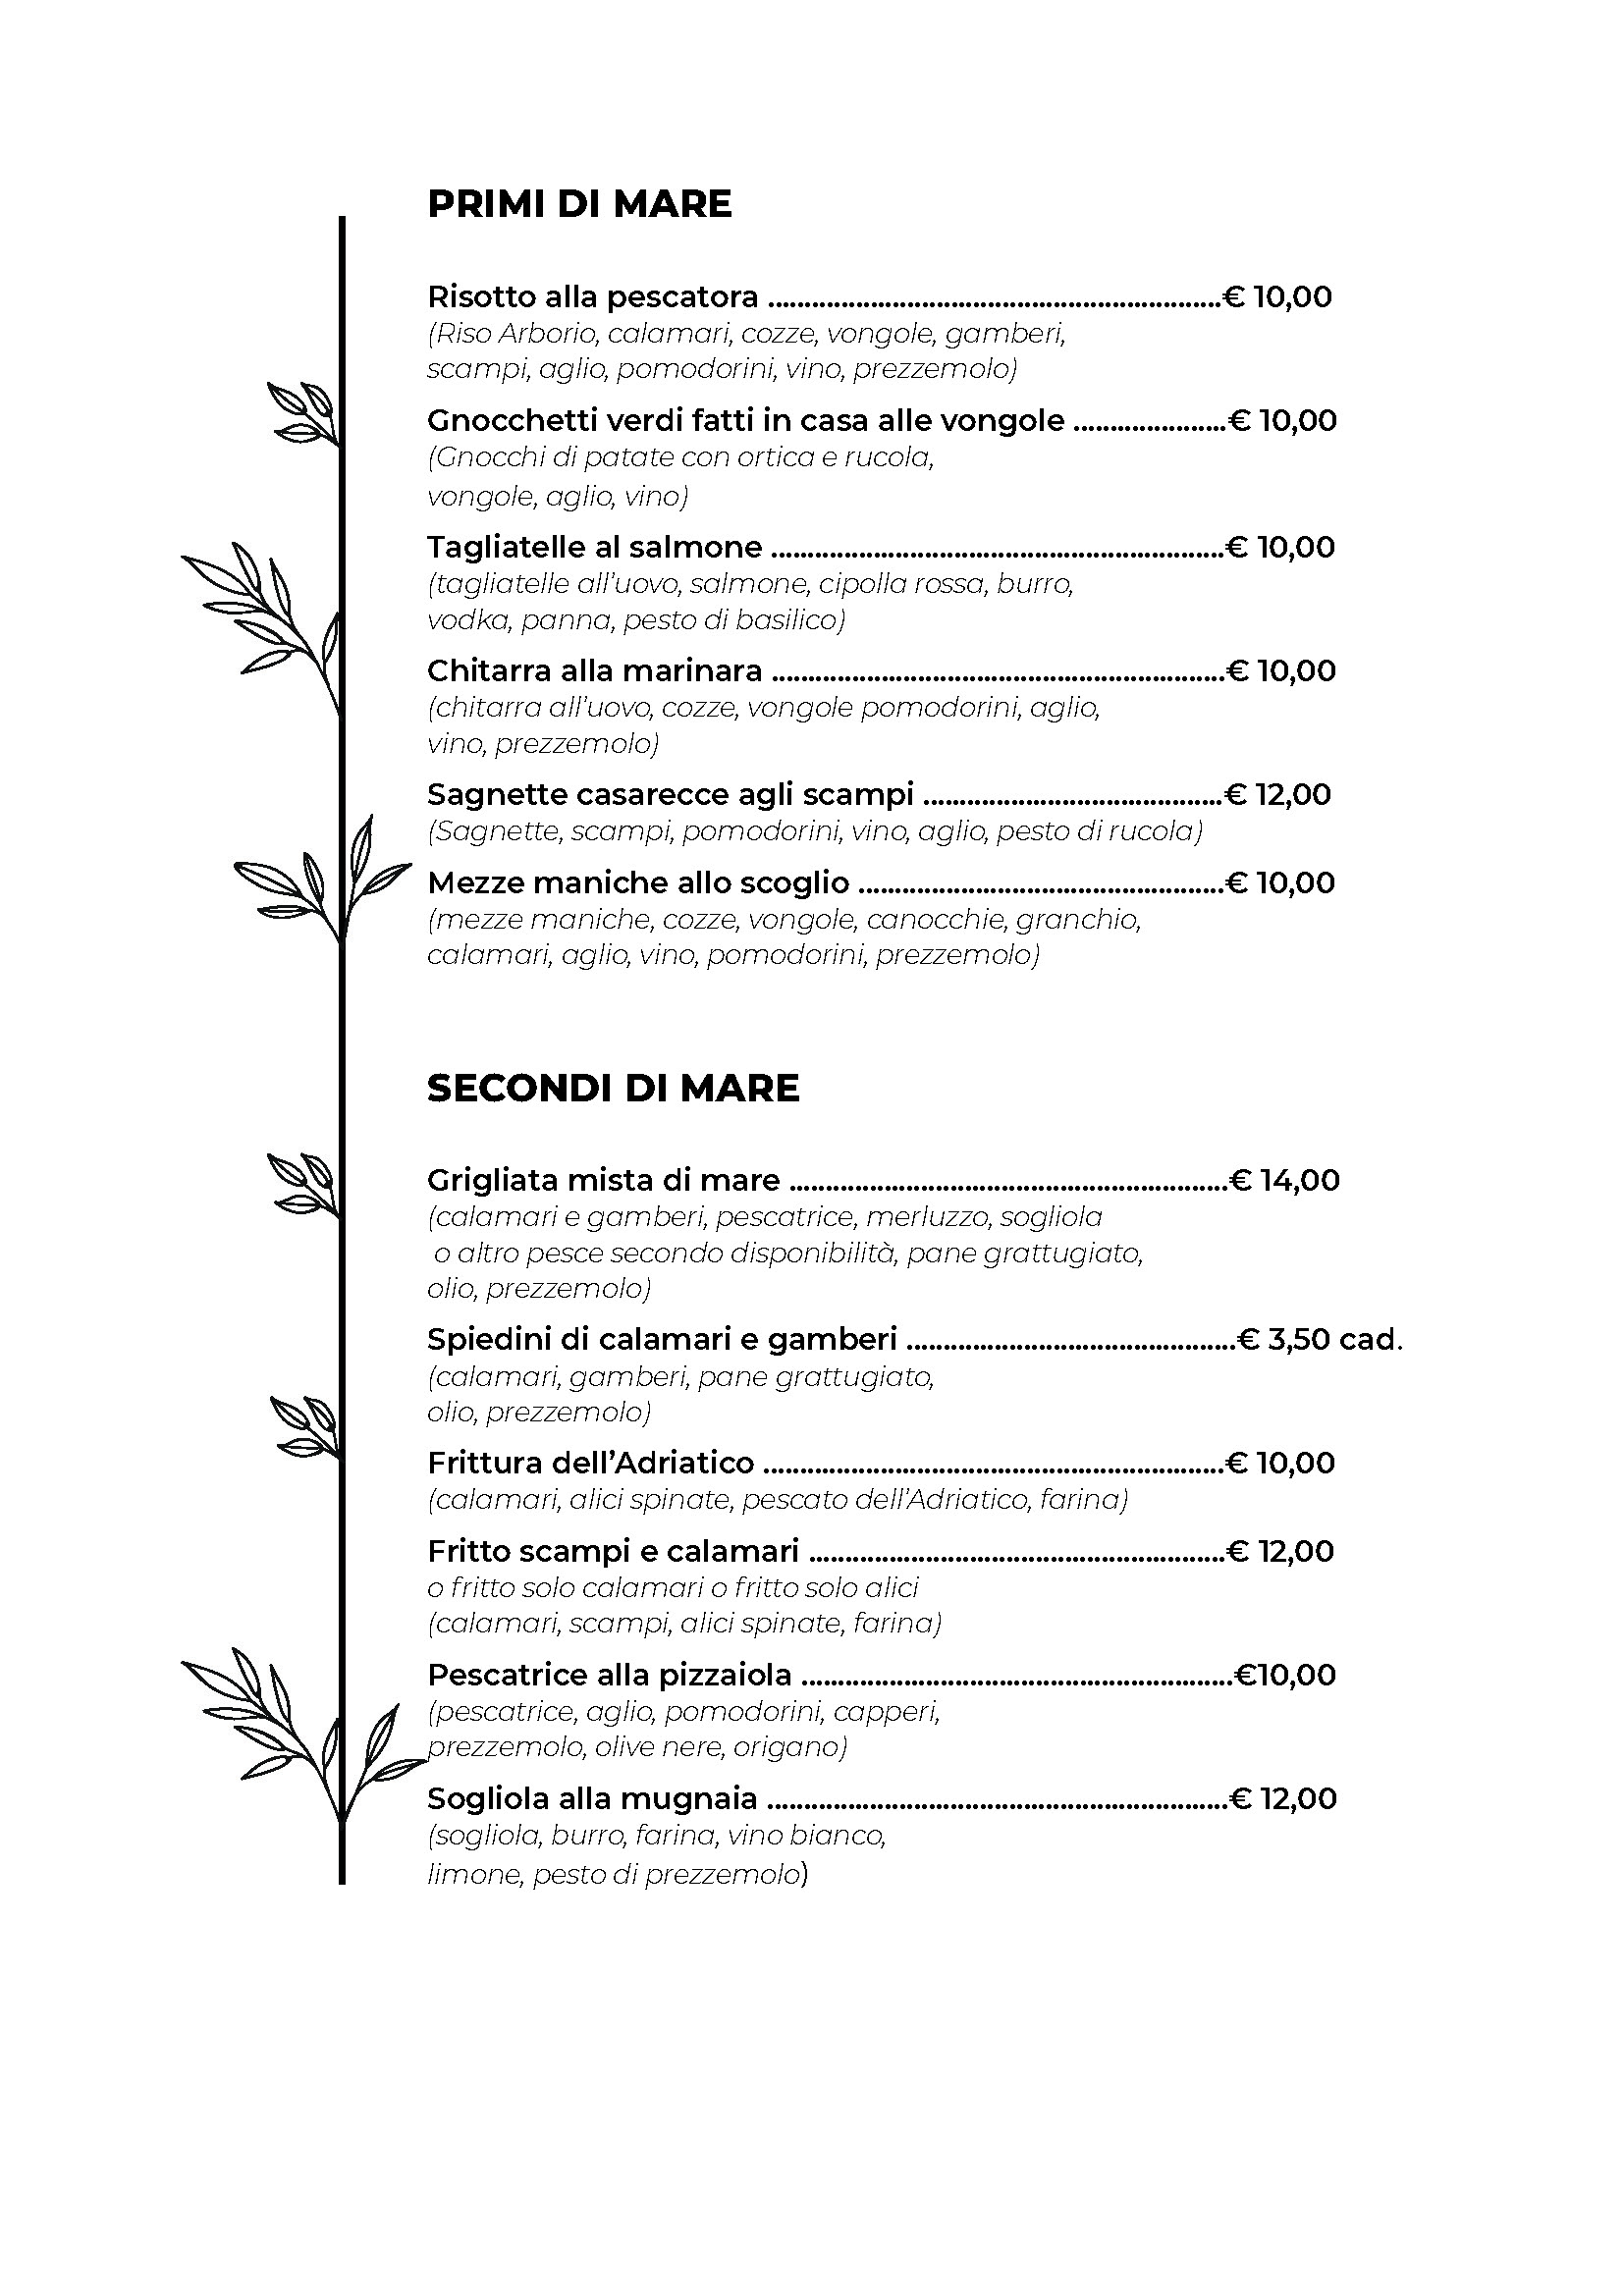 PRIMI DI MARE
Risotto alla pescatora ..............................................................€ 10,00
(Riso Arborio, calamari, cozze, vongole, gamberi,
scampi, aglio, pomodorini, vino, prezzemolo)
Gnocchetti verdi fatti in casa alle vongole .....................€ 10,00
(Gnocchi di patate con ortica e rucola,
vongole, aglio, vino)
Tagliatelle al salmone ..............................................................€ 10,00
(tagliatelle all’uovo, salmone, cipolla rossa, burro,
vodka, panna, pesto di basilico)
Chitarra alla marinara ..............................................................€ 10,00
(chitarra all’uovo, cozze, vongole pomodorini, aglio,
vino, prezzemolo)
Sagnette casarecce agli scampi .........................................€ 12,00
(Sagnette, scampi, pomodorini, vino, aglio, pesto di rucola)
Mezze maniche allo scoglio ..................................................€ 10,00
(mezze maniche, cozze, vongole, canocchie, granchio,
calamari, aglio, vino, pomodorini, prezzemolo)
SECONDI DI MARE
Grigliata mista di mare ............................................................€ 14,00
(calamari e gamberi, pescatrice, merluzzo, sogliola
o altro pesce secondo disponibilità, pane grattugiato,
olio, prezzemolo)
Spiedini di calamari e gamberi .............................................€ 3,50 cad.
(calamari, gamberi, pane grattugiato,
olio, prezzemolo)
Frittura dell’Adriatico ...............................................................€ 10,00
(calamari, alici spinate, pescato dell’Adriatico, farina)
Fritto scampi e calamari .........................................................€ 12,00
o fritto solo calamari o fritto solo alici
(calamari, scampi, alici spinate, farina)
Pescatrice alla pizzaiola ...........................................................€10,00
(pescatrice, aglio, pomodorini, capperi,
prezzemolo, olive nere, origano)
Sogliola alla mugnaia ...............................................................€ 12,00
(sogliola, burro, farina, vino bianco,
limone, pesto di prezzemolo)